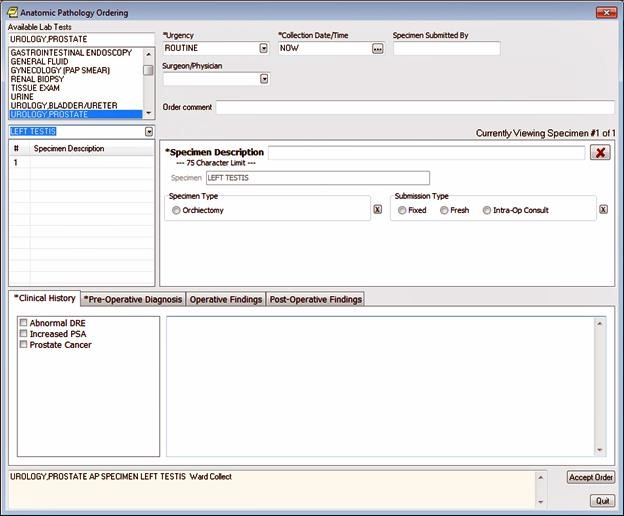 Anatomic Pathology Ordering
Available Lab Tests
UROLOGY,PROSTATE
GASTROINTESTINAL ENDOSCOPY
GENERAL FLUID
GYNECOLOGY (PAP SMEAR)
RENAL BIOPSY
TISSUE EXAM
URINE
UROLOGY,BLADDER/URETER
UROLOGY,PROSTATE
*Urgency
ROUTINE
*Collection Date/Time
NOW
...
Specimen Submitted By
Surgeon/Physician
Order comment
LEFT TESTIS
Currently Viewing Specimen #1 of 1
# Specimen Description
1
*Specimen Description
--- 75 Character Limit ---
Specimen LEFT TESTIS
Specimen Type
Orchiectomy
X
Submission Type
Fixed Fresh Intra-Op Consult
X
*Clinical History *Pre-Operative Diagnosis Operative Findings Post-Operative Findings
Abnormal DRE
Increased PSA
Prostate Cancer
UROLOGY,PROSTATE AP SPECIMEN LEFT TESTIS Ward Collect
Accept Order
Quit